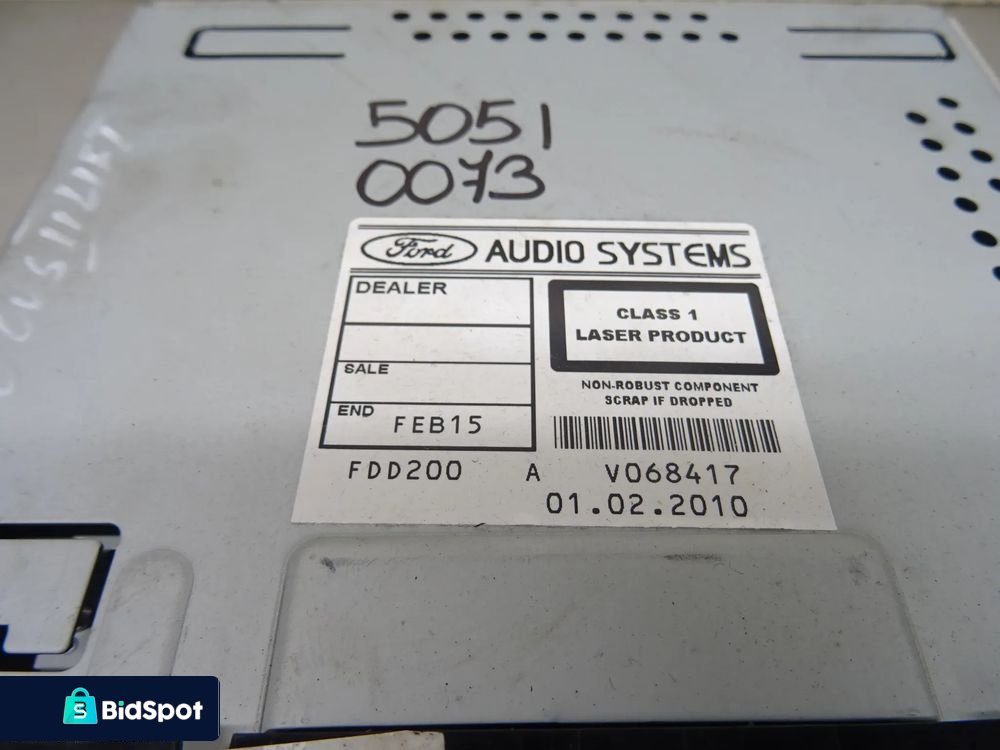 5051
0073
Ford AUDIO SYSTEMS
DEALER
CLASS 1
LASER PRODUCT
SALE
NON-ROBUST COMPONENT
SCRAP IF DROPPED
END FEB15
FDD200 A V068417
01.02.2010
S BidSpot